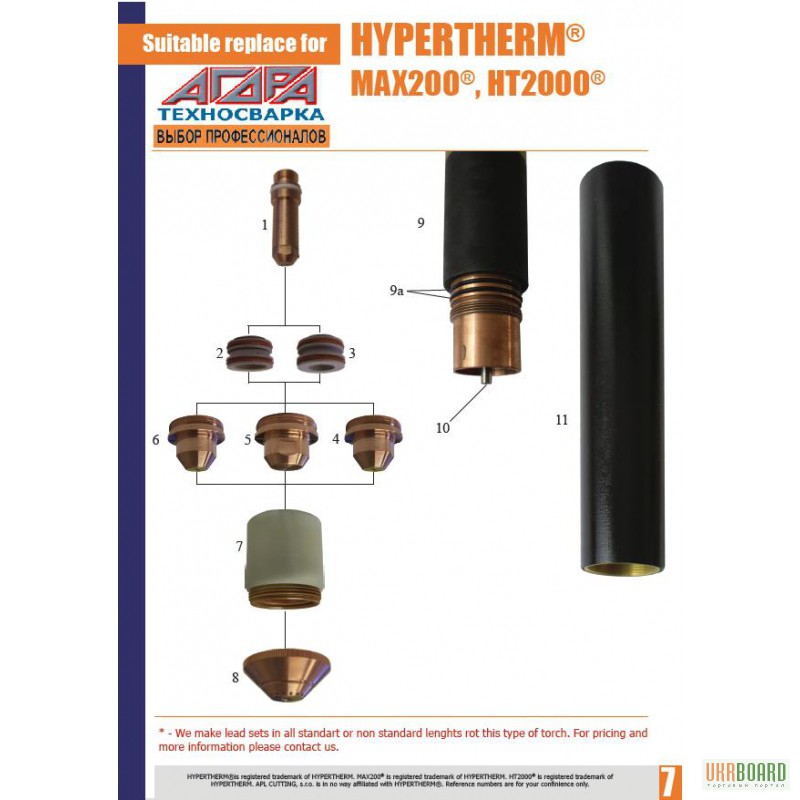 Suitable replace for
HYPERTHERM®
MAX200®, HT2000®
АГОРА
ТЕХНОСВАРКА
ВЫБОР ПРОФЕССИОНАЛОВ
1
2
3
6
5
4
7
8
9
9a
10
11
* - We make lead sets in all standart or non standard lenghts rot this type of torch. For pricing and
more information please contact us.
HYPERTHERM®is registered trademark of HYPERTHERM. MAX200® is registered trademark of HYPERTHERM. HT2000® is registered trademark of
HYPERTHERM. APL CUTTING, s.r.o. is in no way affiliated with HYPERTHERM®. Reference numbers are for your confinience only.
7
UKRBOARD
торговый портал